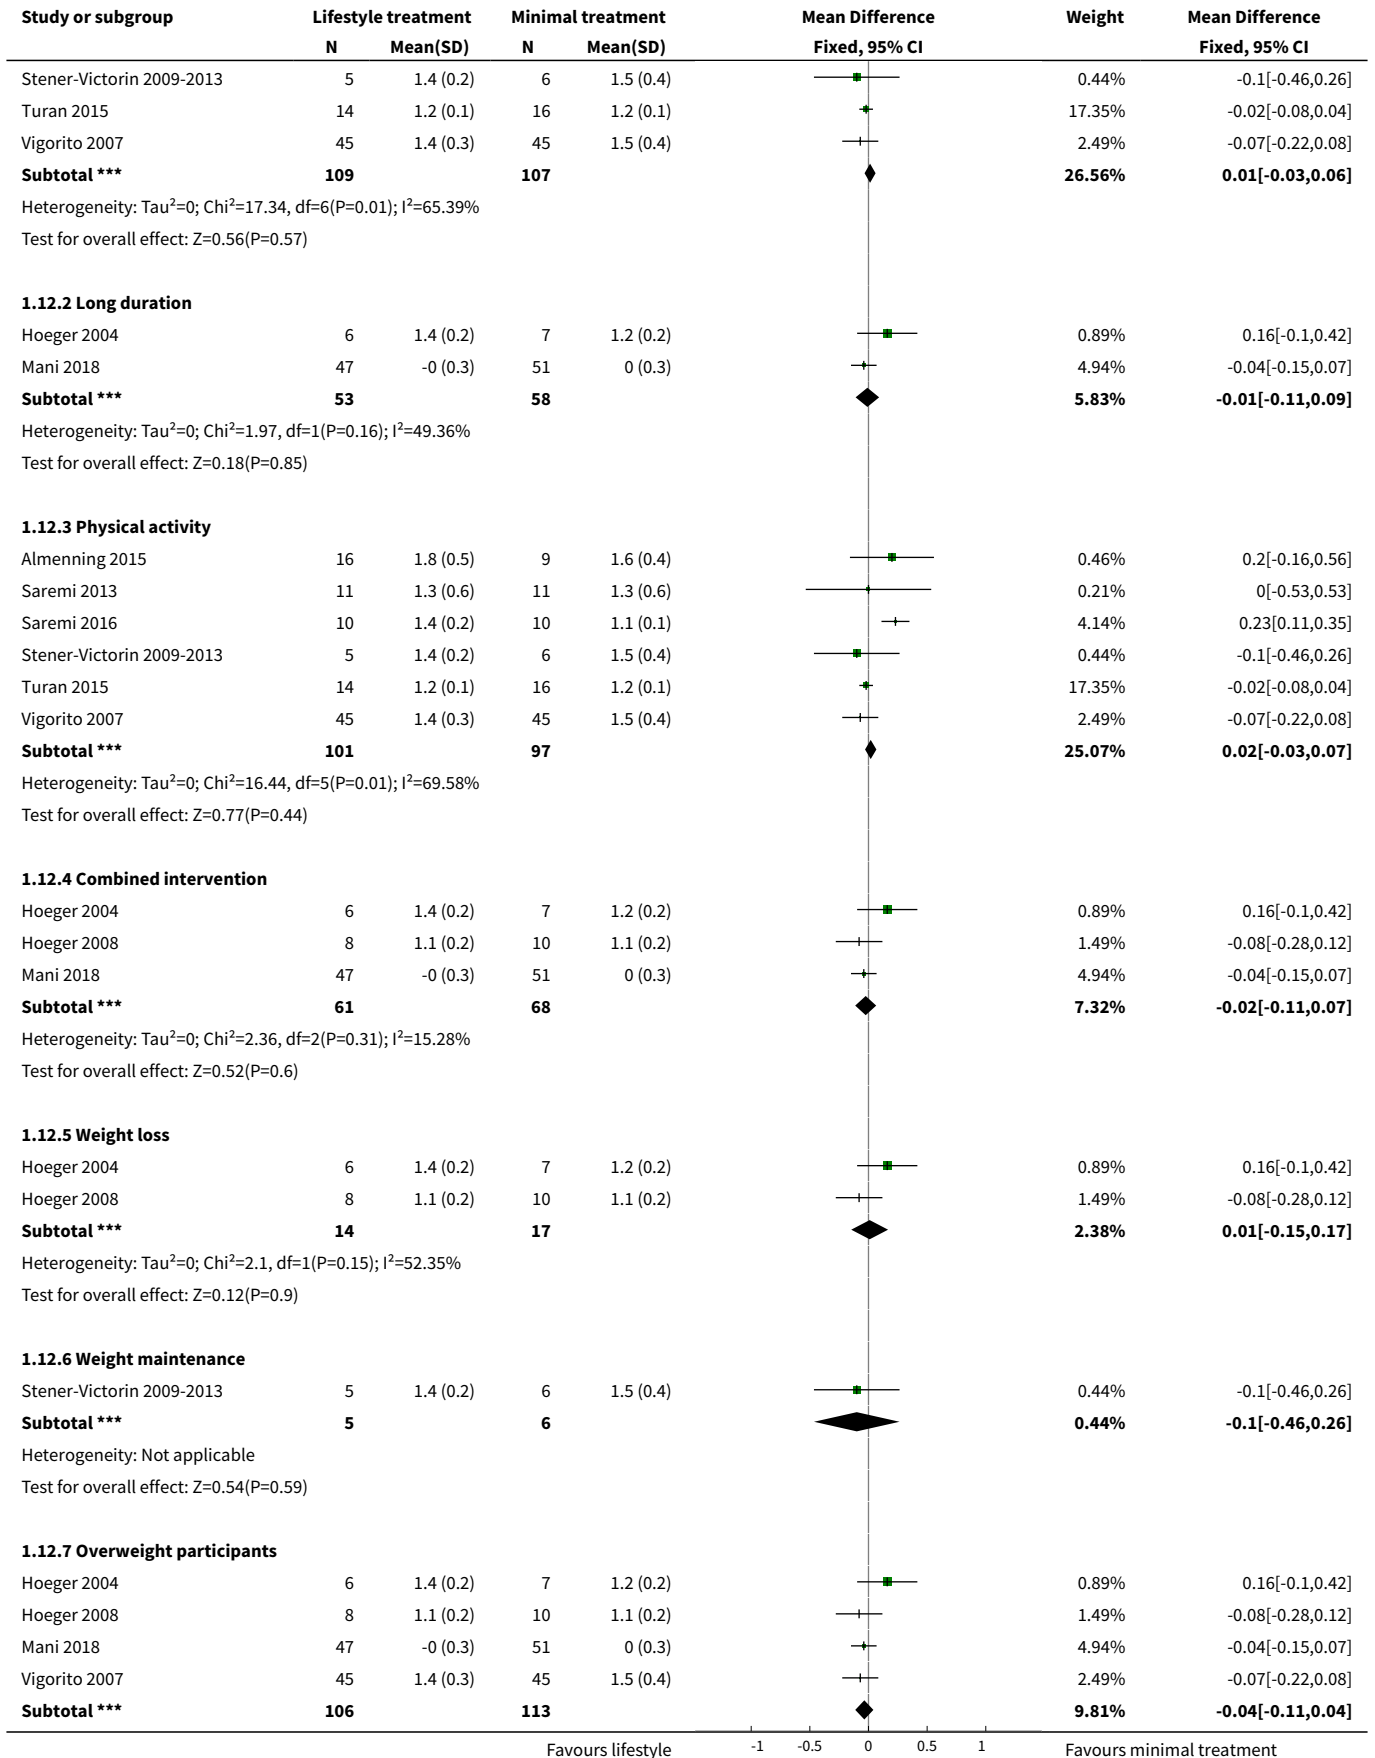 Study or subgroup Lifestyle treatment Minimal treatment Mean Difference Weight Mean Difference
N Mean(SD) N Mean(SD) Fixed, 95% CI Fixed, 95% CI
Stener-Victorin 2009-2013 5 1.4 (0.2) 6 1.5 (0.4) 0.44% -0.1[-0.46,0.26]
Turan 2015 14 1.2 (0.1) 16 1.2 (0.1) 17.35% -0.02[-0.08,0.04]
Vigorito 2007 45 1.4 (0.3) 45 1.5 (0.4) 2.49% -0.07[-0.22,0.08]
Subtotal *** 109 107 26.56% 0.01[-0.03,0.06]
Heterogeneity: Tau²=0; Chi²=17.34, df=6(P=0.01); I²=65.39%
Test for overall effect: Z=0.56(P=0.57)
1.12.2 Long duration
Hoeger 2004 6 1.4 (0.2) 7 1.2 (0.2) 0.89% 0.16[-0.1,0.42]
Mani 2018 47 -0 (0.3) 51 0 (0.3) 4.94% -0.04[-0.15,0.07]
Subtotal *** 53 58 5.83% -0.01[-0.11,0.09]
Heterogeneity: Tau²=0; Chi²=1.97, df=1(P=0.16); I²=49.36%
Test for overall effect: Z=0.18(P=0.85)
1.12.3 Physical activity
Almenning 2015 16 1.8 (0.5) 9 1.6 (0.4) 0.46% 0.2[-0.16,0.56]
Saremi 2013 11 1.3 (0.6) 11 1.3 (0.6) 0.21% 0[-0.53,0.53]
Saremi 2016 10 1.4 (0.2) 10 1.1 (0.1) 4.14% 0.23[0.11,0.35]
Stener-Victorin 2009-2013 5 1.4 (0.2) 6 1.5 (0.4) 0.44% -0.1[-0.46,0.26]
Turan 2015 14 1.2 (0.1) 16 1.2 (0.1) 17.35% -0.02[-0.08,0.04]
Vigorito 2007 45 1.4 (0.3) 45 1.5 (0.4) 2.49% -0.07[-0.22,0.08]
Subtotal *** 101 97 25.07% 0.02[-0.03,0.07]
Heterogeneity: Tau²=0; Chi²=16.44, df=5(P=0.01); I²=69.58%
Test for overall effect: Z=0.77(P=0.44)
1.12.4 Combined intervention
Hoeger 2004 6 1.4 (0.2) 7 1.2 (0.2) 0.89% 0.16[-0.1,0.42]
Hoeger 2008 8 1.1 (0.2) 10 1.1 (0.2) 1.49% -0.08[-0.28,0.12]
Mani 2018 47 -0 (0.3) 51 0 (0.3) 4.94% -0.04[-0.15,0.07]
Subtotal *** 61 68 7.32% -0.02[-0.11,0.07]
Heterogeneity: Tau²=0; Chi²=2.36, df=2(P=0.31); I²=15.28%
Test for overall effect: Z=0.52(P=0.6)
1.12.5 Weight loss
Hoeger 2004 6 1.4 (0.2) 7 1.2 (0.2) 0.89% 0.16[-0.1,0.42]
Hoeger 2008 8 1.1 (0.2) 10 1.1 (0.2) 1.49% -0.08[-0.28,0.12]
Subtotal *** 14 17 2.38% 0.01[-0.15,0.17]
Heterogeneity: Tau²=0; Chi²=2.1, df=1(P=0.15); I²=52.35%
Test for overall effect: Z=0.12(P=0.9)
1.12.6 Weight maintenance
Stener-Victorin 2009-2013 5 1.4 (0.2) 6 1.5 (0.4) 0.44% -0.1[-0.46,0.26]
Subtotal *** 5 6 0.44% -0.1[-0.46,0.26]
Heterogeneity: Not applicable
Test for overall effect: Z=0.54(P=0.59)
1.12.7 Overweight participants
Hoeger 2004 6 1.4 (0.2) 7 1.2 (0.2) 0.89% 0.16[-0.1,0.42]
Hoeger 2008 8 1.1 (0.2) 10 1.1 (0.2) 1.49% -0.08[-0.28,0.12]
Mani 2018 47 -0 (0.3) 51 0 (0.3) 4.94% -0.04[-0.15,0.07]
Vigorito 2007 45 1.4 (0.3) 45 1.5 (0.4) 2.49% -0.07[-0.22,0.08]
Subtotal *** 106 113 9.81% -0.04[-0.11,0.04]
Favours lifestyle -1 -0.5 0 0.5 1 Favours minimal treatment